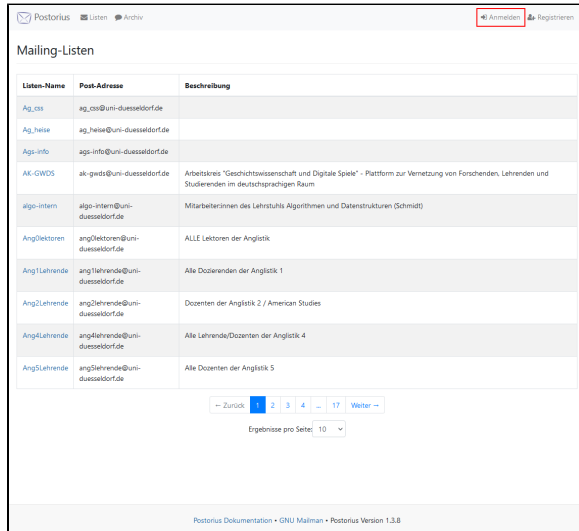 Postorius Listen Archiv Anmelden Registrieren
Mailing-Listen
Listen-Name Post-Adresse Beschreibung
Ag_css ag_css@uni-duesseldorf.de
Ag_heise ag_heise@uni-duesseldorf.de
Ags-info ags-info@uni-duesseldorf.de
AK-GWDS ak-gwds@uni-duesseldorf.de Arbeitskreis "Geschichtswissenschaft und Digitale Spiele" - Plattform zur Vernetzung von Forschenden, Lehrenden und
Studierenden im deutschsprachigen Raum
algo-intern algo-intern@uni- Mitarbeiter:innen des Lehrstuhls Algorithmen und Datenstrukturen (Schmidt)
duesseldorf.de
Ang0lektoren ang0lektoren@uni- ALLE Lektoren der Anglistik
duesseldorf.de
Ang1Lehrende ang1lehrende@uni- Alle Dozierenden der Anglistik 1
duesseldorf.de
Ang2Lehrende ang2lehrende@uni- Dozenten der Anglistik 2 / American Studies
duesseldorf.de
Ang4Lehrende ang4lehrende@uni- Alle Lehrende/Dozenten der Anglistik 4
duesseldorf.de
Ang5Lehrende ang5lehrende@uni- Alle Dozenten der Anglistik 5
duesseldorf.de
← Zurück 1 2 3 4 ... 17 Weiter →
Ergebnisse pro Seite: 10
Postorius Dokumentation • GNU Mailman • Postorius Version 1.3.8